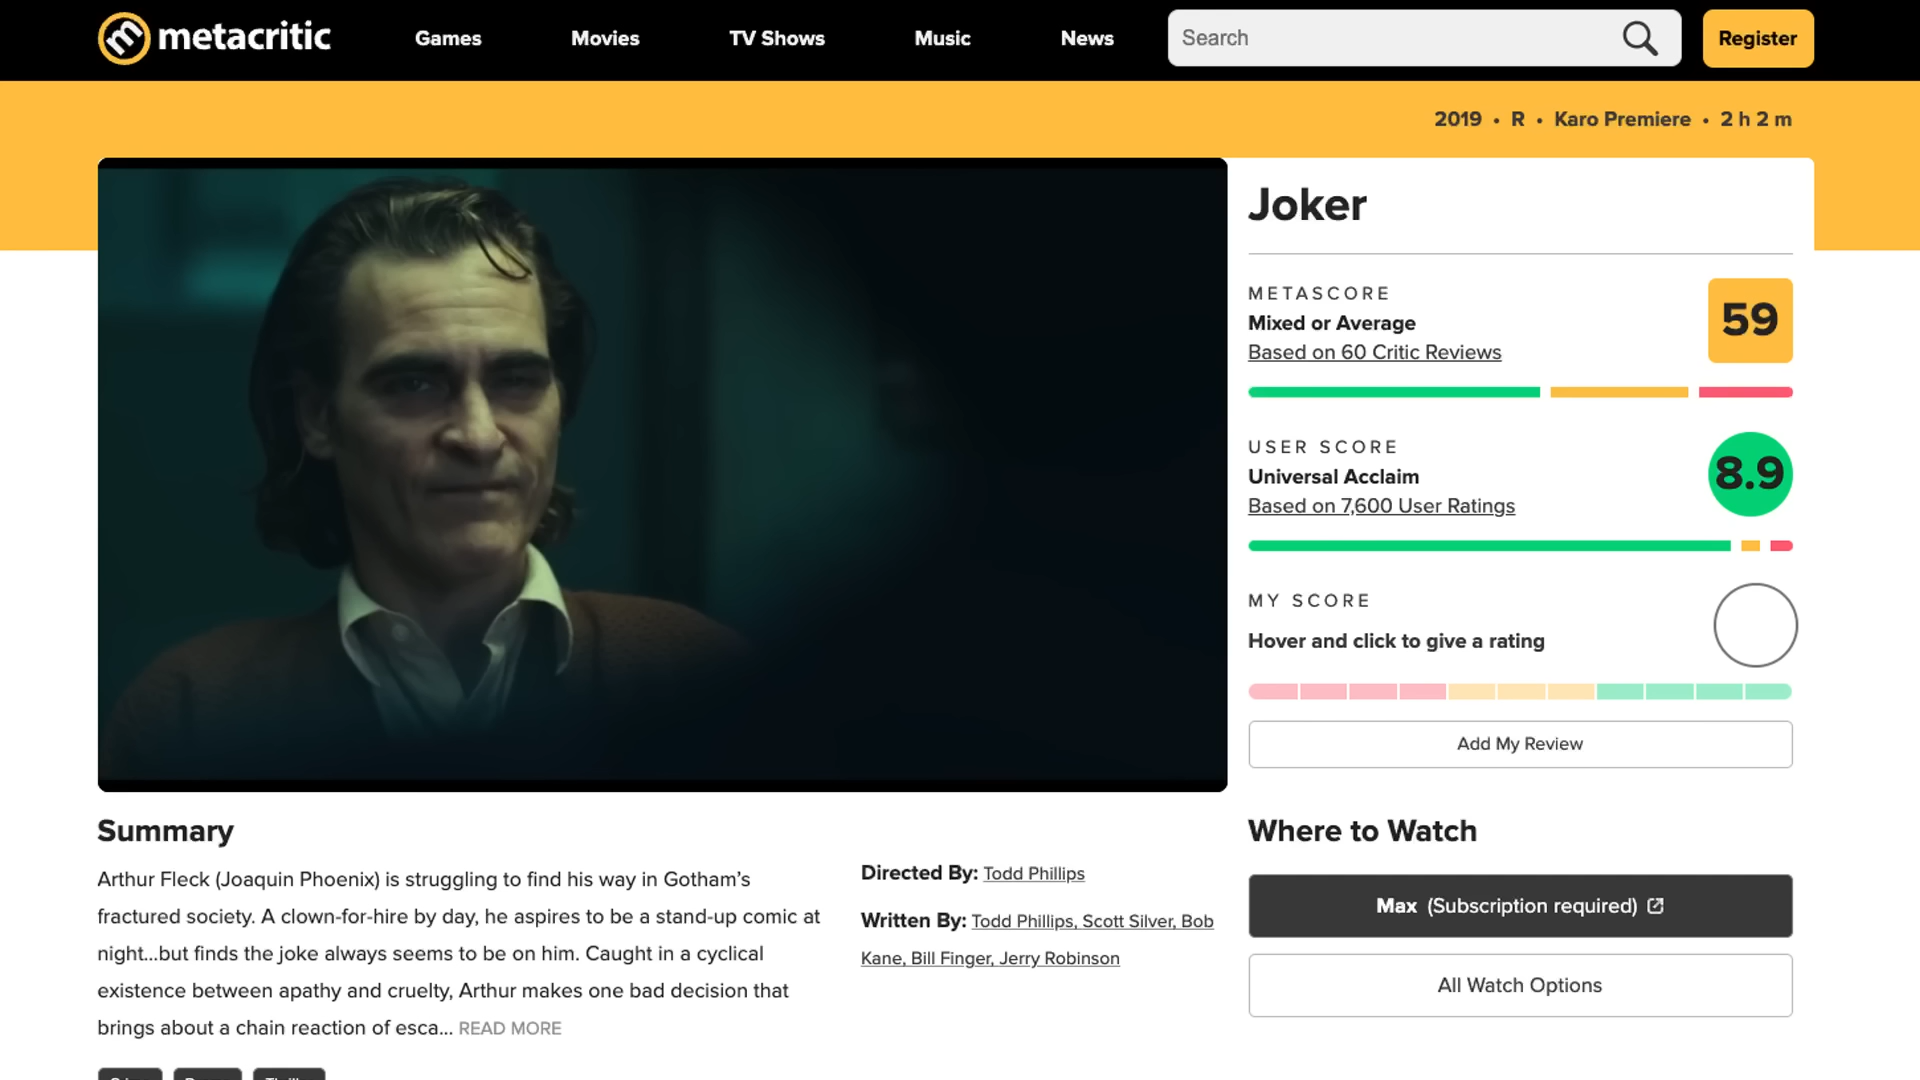 metacritic
Games
Movies
TV Shows
Music
News
Search
Register
2019 • R • Karo Premiere • 2 h 2 m
Joker
METASCORE
Mixed or Average
Based on 60 Critic Reviews
59
USER SCORE
Universal Acclaim
Based on 7,600 User Ratings
8.9
MY SCORE
Hover and click to give a rating
Add My Review
Summary
Arthur Fleck (Joaquin Phoenix) is struggling to find his way in Gotham’s
fractured society. A clown-for-hire by day, he aspires to be a stand-up comic at
night...but finds the joke always seems to be on him. Caught in a cyclical
existence between apathy and cruelty, Arthur makes one bad decision that
brings about a chain reaction of esca... READ MORE
Directed By: Todd Phillips
Written By: Todd Phillips, Scott Silver, Bob
Kane, Bill Finger, Jerry Robinson
Where to Watch
Max (Subscription required)
All Watch Options